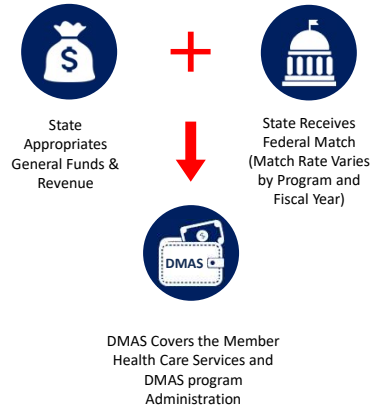 $
State
Appropriates
General Funds &
Revenue
State Receives
Federal Match
(Match Rate Varies
by Program and
Fiscal Year)
$
DMAS
DMAS Covers the Member
Health Care Services and
DMAS program
Administration